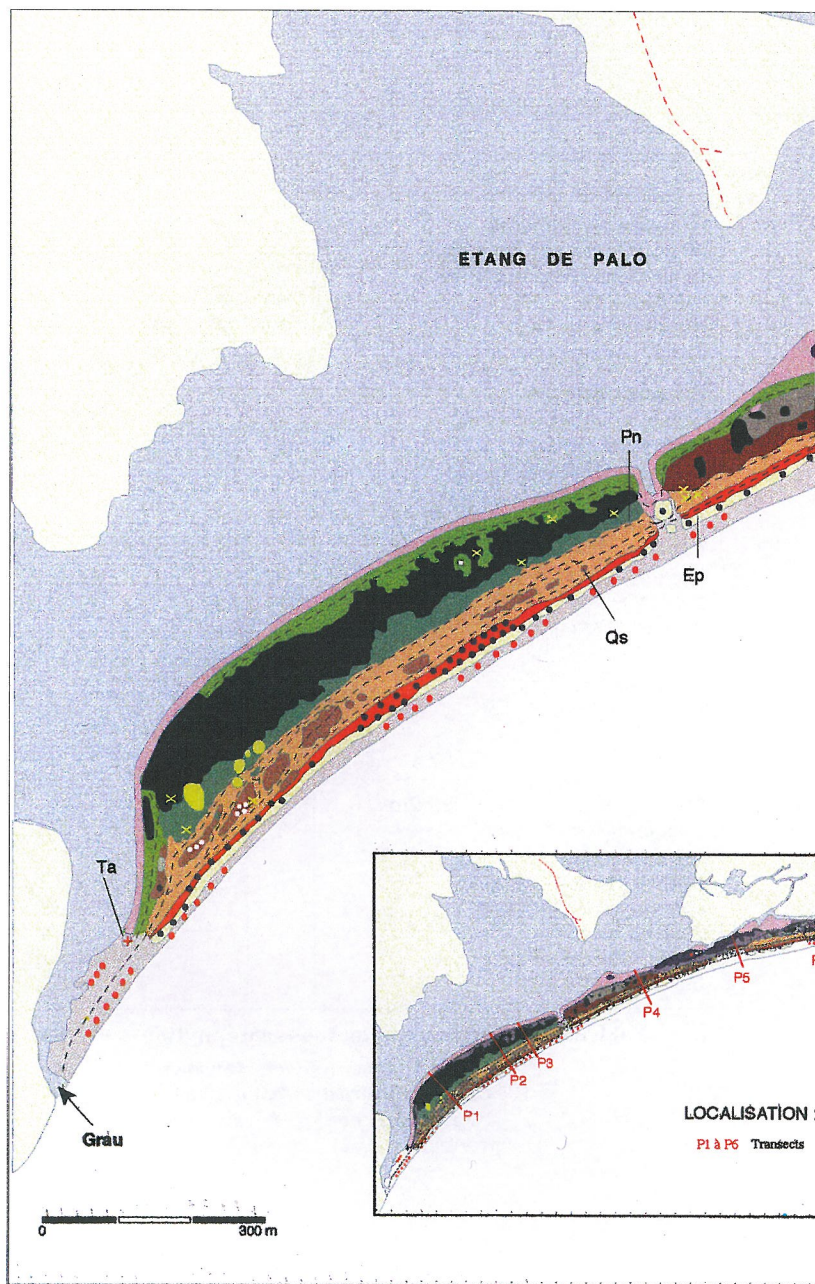 ETANG DE PALO
Pn
Ep
Qs
Ta
Grau
0 300 m
P1
P2
P3
P4
P5
LOCALISATION
P1 à P6 Transects